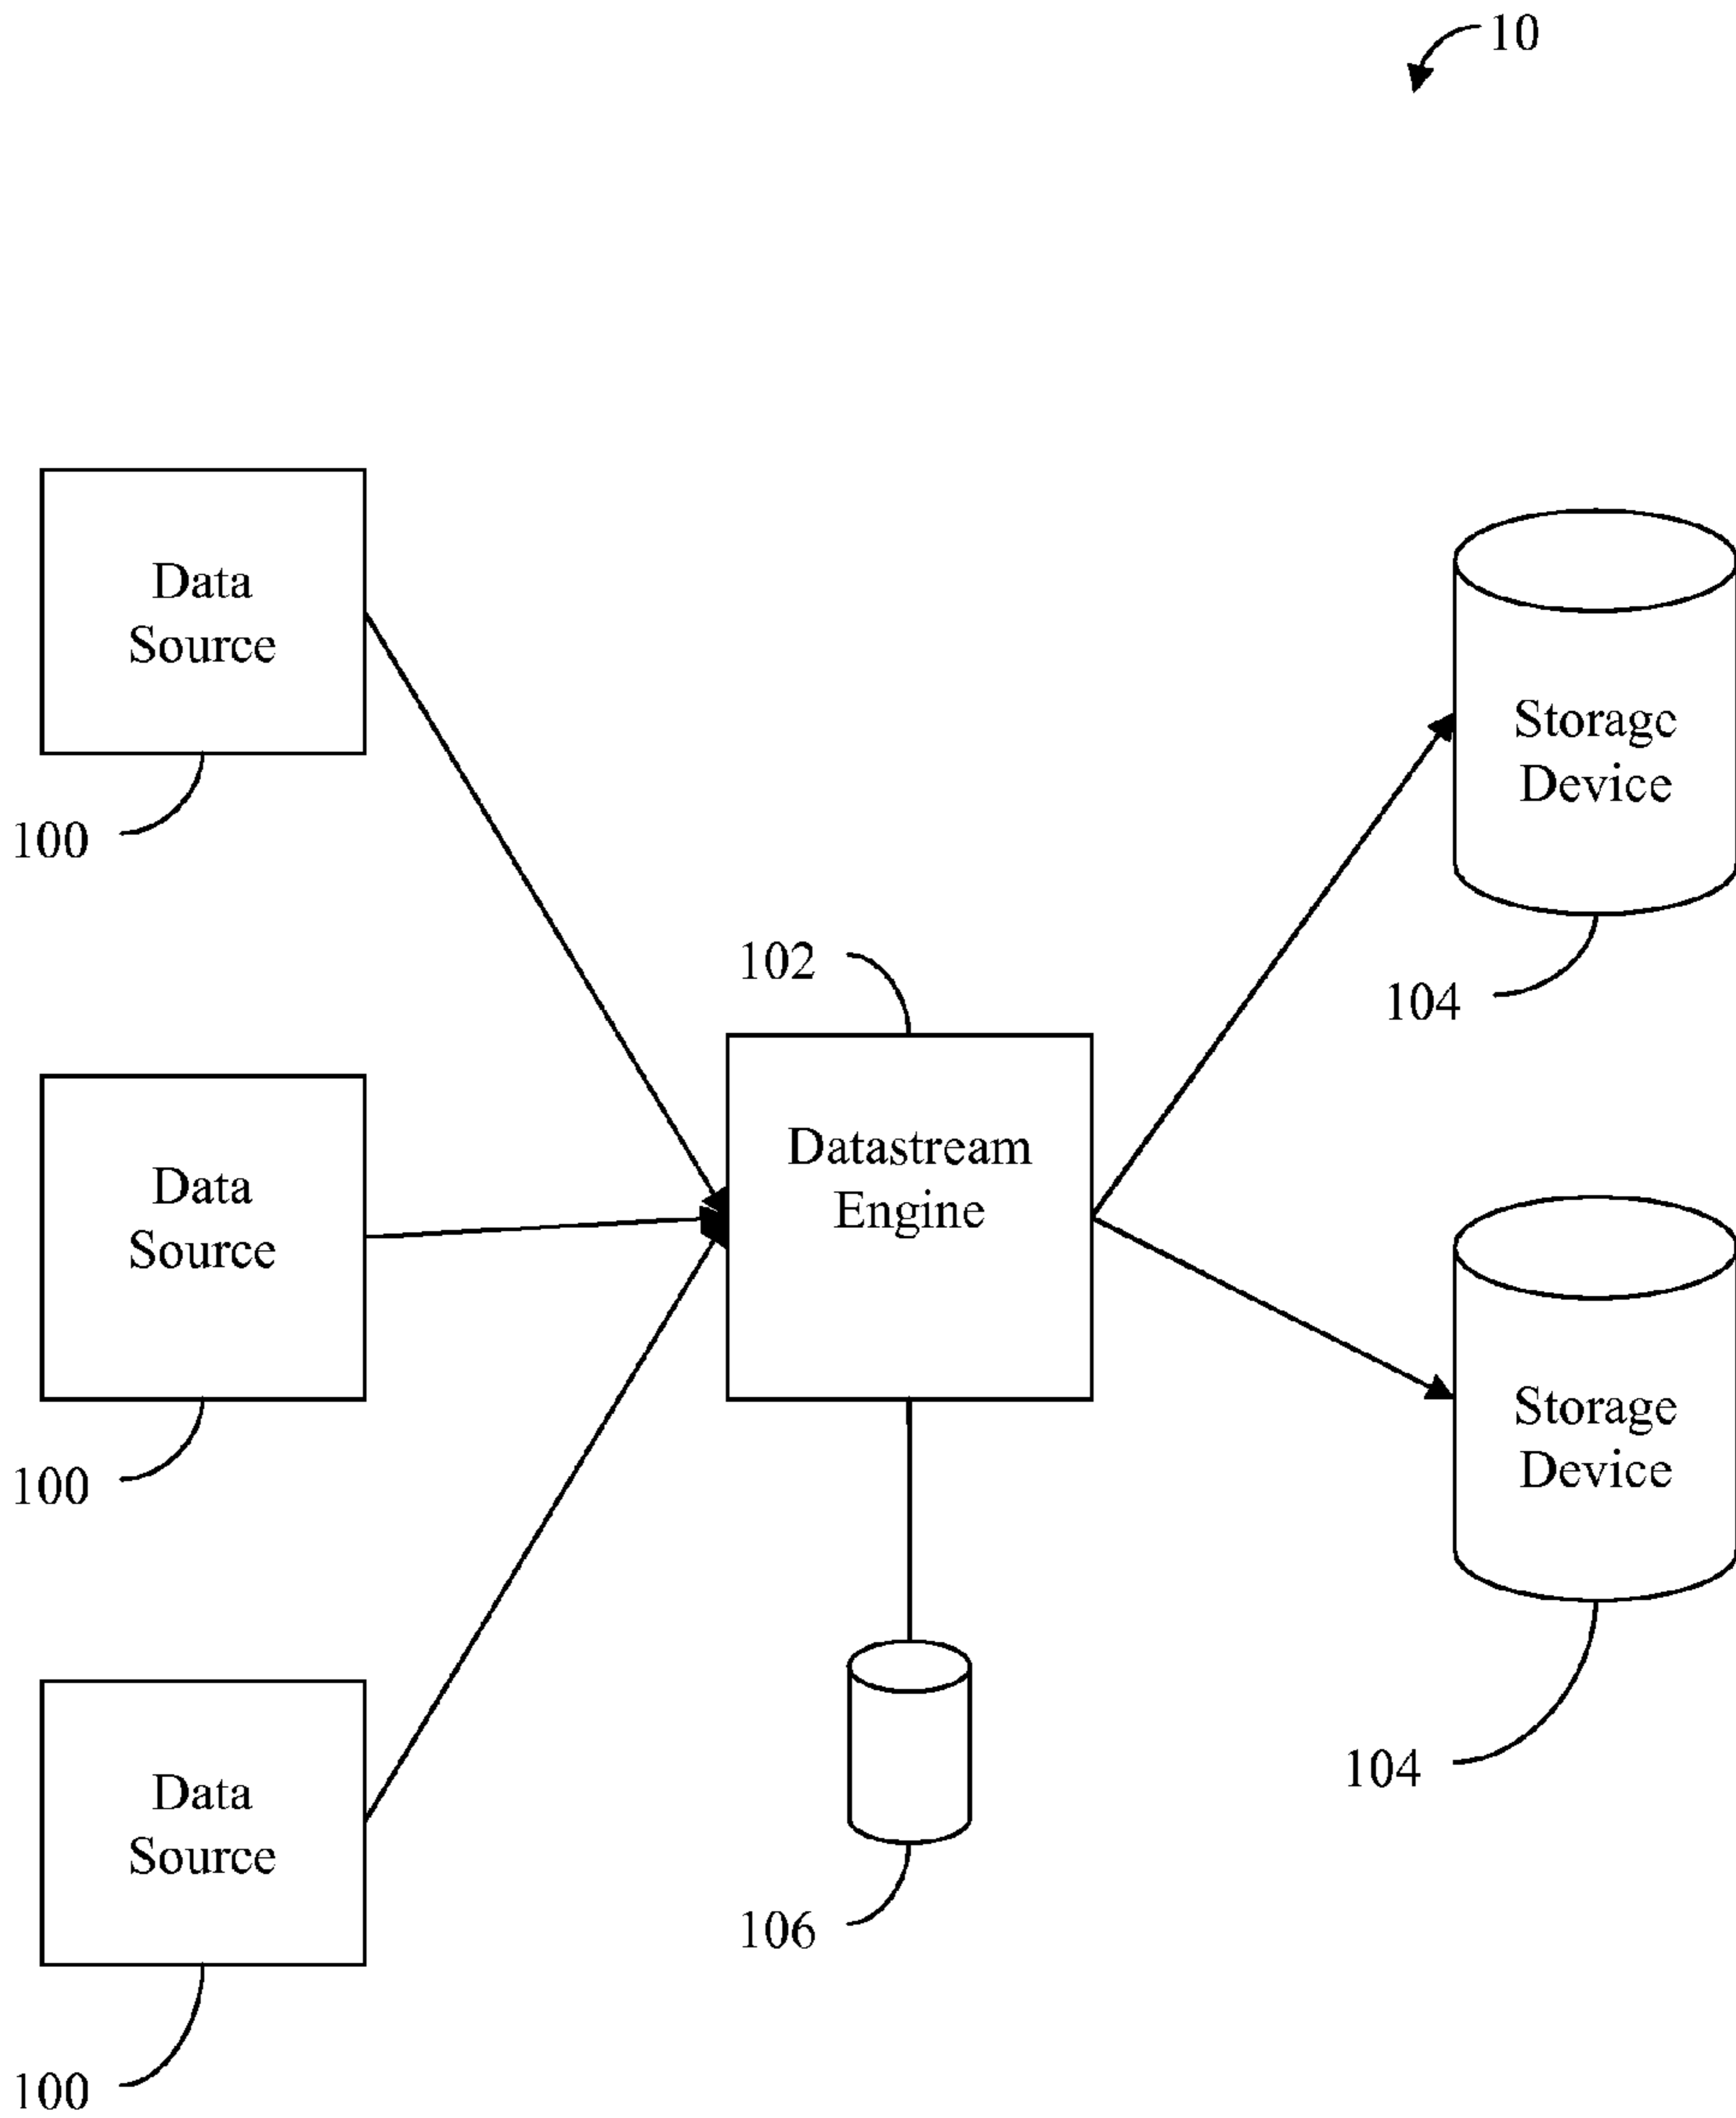 10
Data
Source
100
Storage
Device
104
102
Datastream
Engine
Data
Source
100
Storage
Device
104
Data
Source
100
106